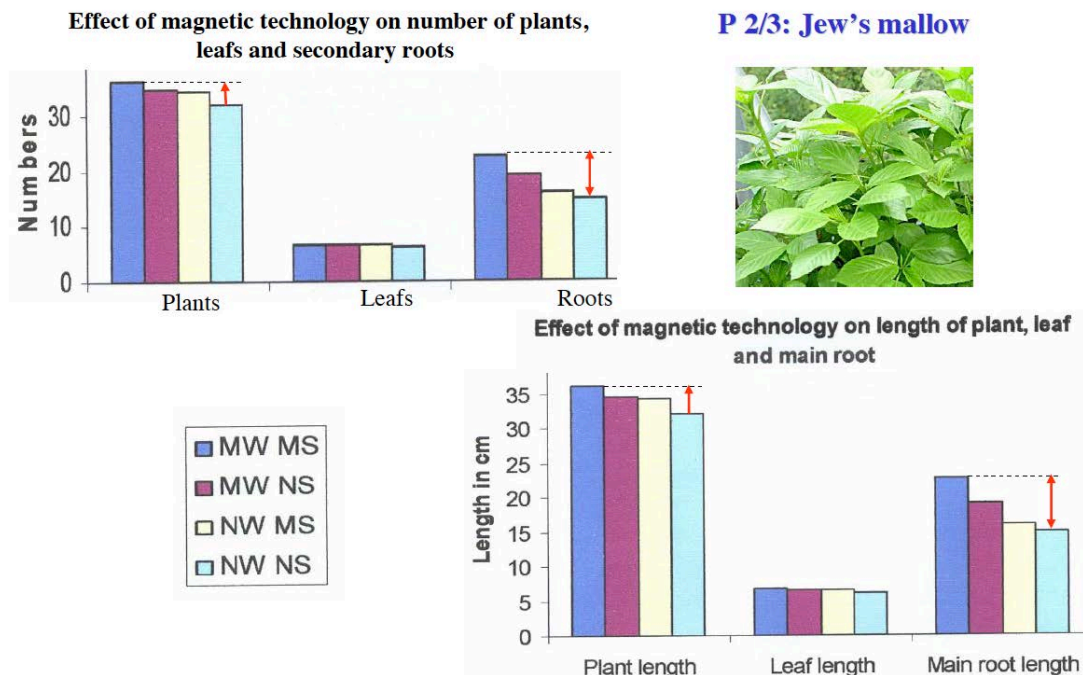 Effect of magnetic technology on number of plants,
leafs and secondary roots
P 2/3: Jew's mallow
Numbers
30
20
10
0
Plants
Leafs
Roots
Effect of magnetic technology on length of plant, leaf
and main root
MW MS
MW NS
NW MS
NW NS
Length in cm
35
30
25
20
15
10
5
0
Plant length
Leaf length
Main root length